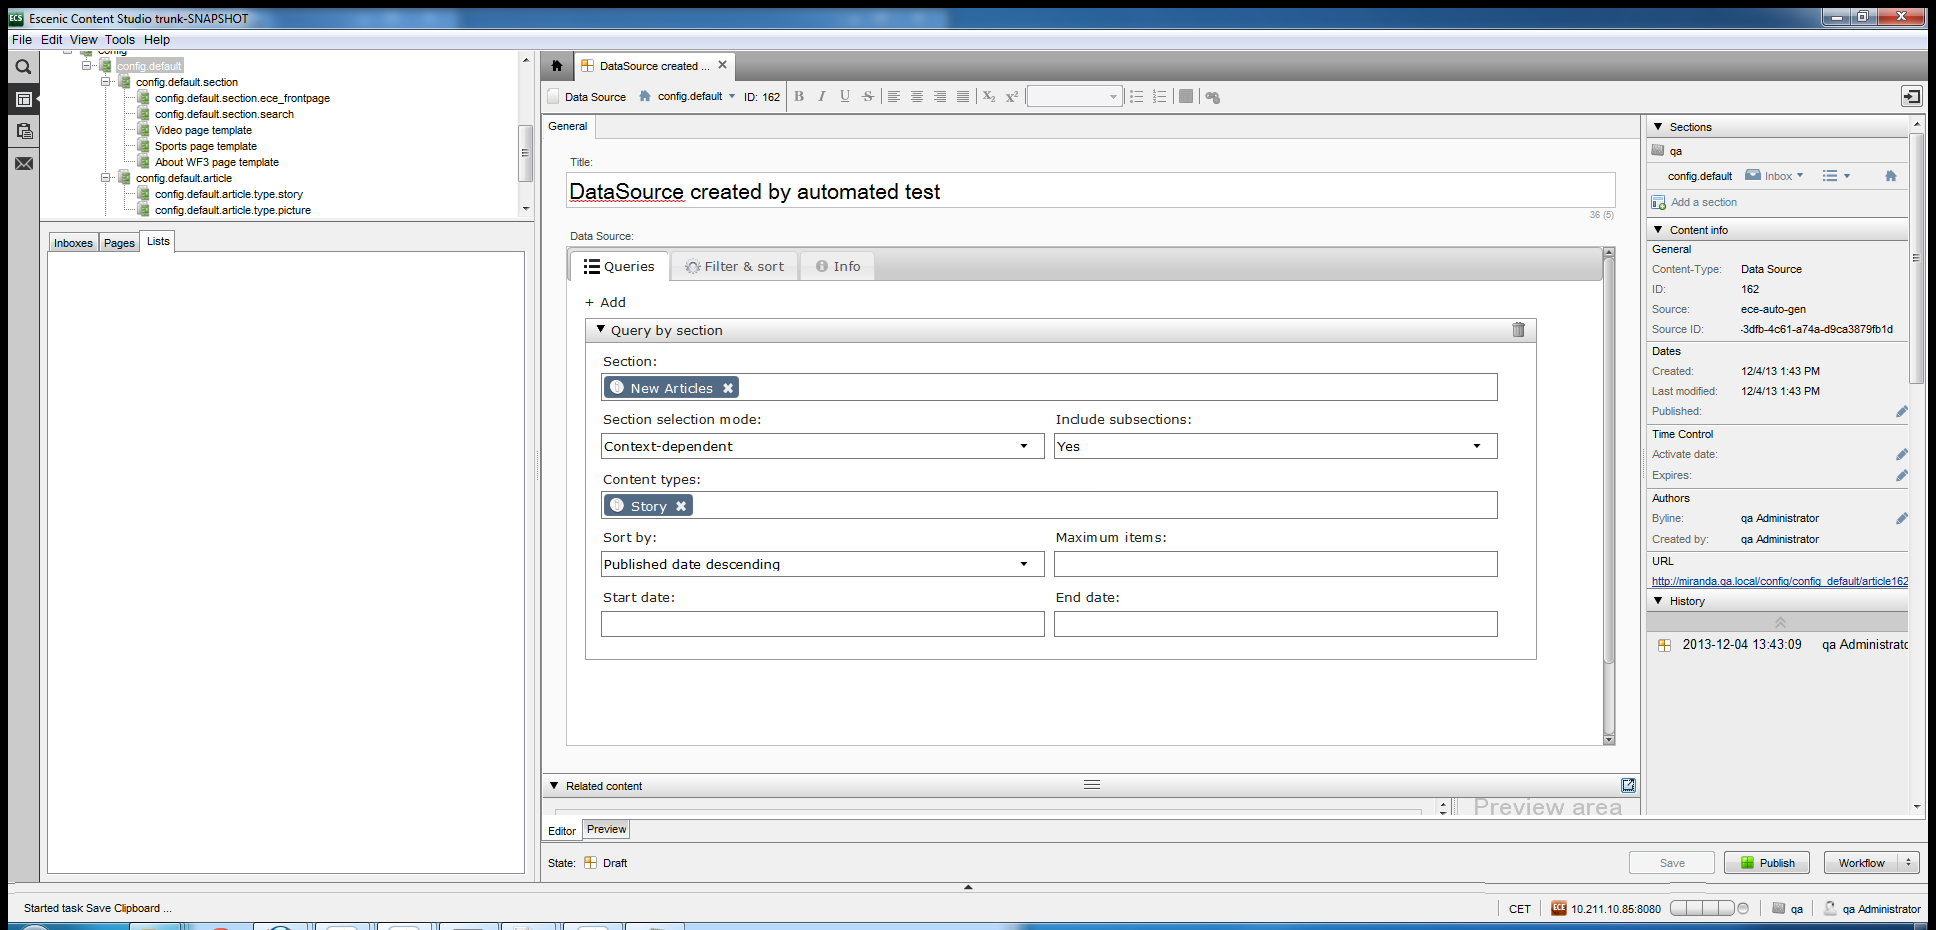 Escenic Content Studio trunk-SNAPSHOT
File Edit View Tools Help
config
config.default
config.default.section
config.default.section.ece_frontpage
config.default.section.search
Video page template
Sports page template
About WF3 page template
config.default.article
config.default.article.type.story
config.default.article.type.picture
Inboxes Pages Lists
DataSource created ...
Data Source config.default ID: 162 B I U S X2 X2
General
Title:
DataSource created by automated test
36 (5)
Data Source:
Queries Filter & sort Info
+ Add
Query by section
Section:
New Articles
Section selection mode: Include subsections:
Context-dependent Yes
Content types:
Story
Sort by: Maximum items:
Published date descending
Start date: End date:
Related content
Preview area
Editor Preview
State: Draft
Save Publish Workflow
Sections
qa
config.default Inbox
Add a section
Content info
General
Content-Type: Data Source
ID: 162
Source: ece-auto-gen
Source ID: -3dfb-4c61-a74a-d9ca3879fb1d
Dates
Created: 12/4/13 1:43 PM
Last modified: 12/4/13 1:43 PM
Published:
Time Control
Activate date:
Expires:
Authors
Byline: qa Administrator
Created by: qa Administrator
URL
http://miranda.qa.local/config/config_default/article162
History
2013-12-04 13:43:09 qa Administrato
Started task Save Clipboard ...
CET ECE 10.211.10.85:8080 qa qa Administrator